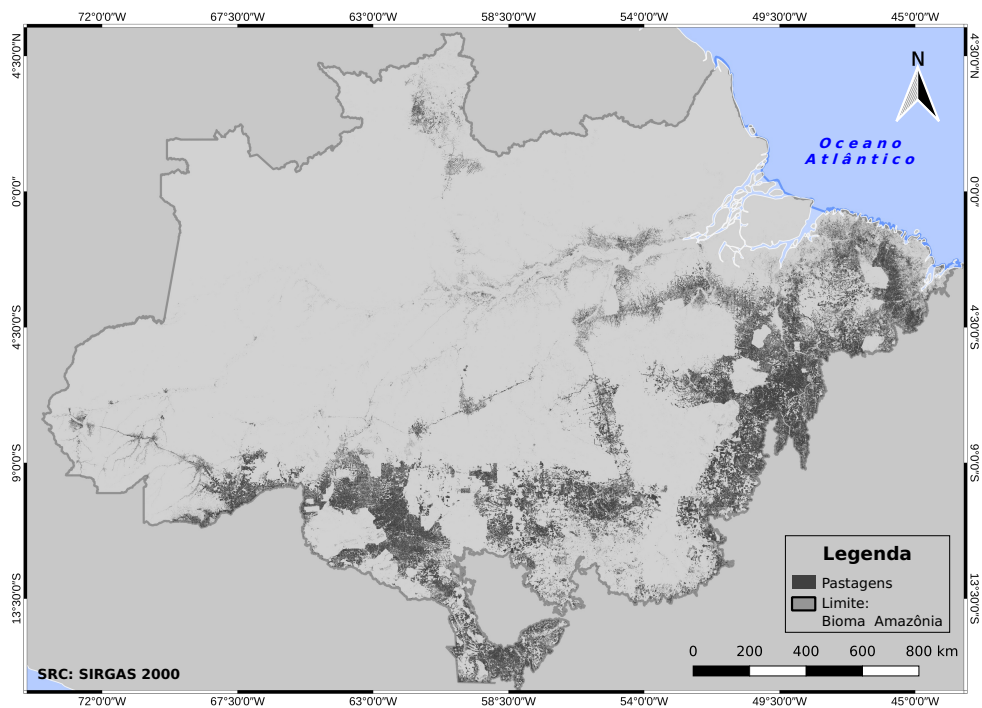 72°0'0"W 67°30'0"W 63°0'0"W 58°30'0"W 54°0'0"W 49°30'0"W 45°0'0"W
4°30'0"N
0°0'0"
4°30'0"S
9°0'0"S
13°30'0"S
4°30'0"N
0°0'0"
4°30'0"S
9°0'0"S
13°30'0"S
N
Oceano
Atlântico
Legenda
Pastagens
Limite:
Bioma Amazônia
0 200 400 600 800 km
SRC: SIRGAS 2000
72°0'0"W 67°30'0"W 63°0'0"W 58°30'0"W 54°0'0"W 49°30'0"W 45°0'0"W